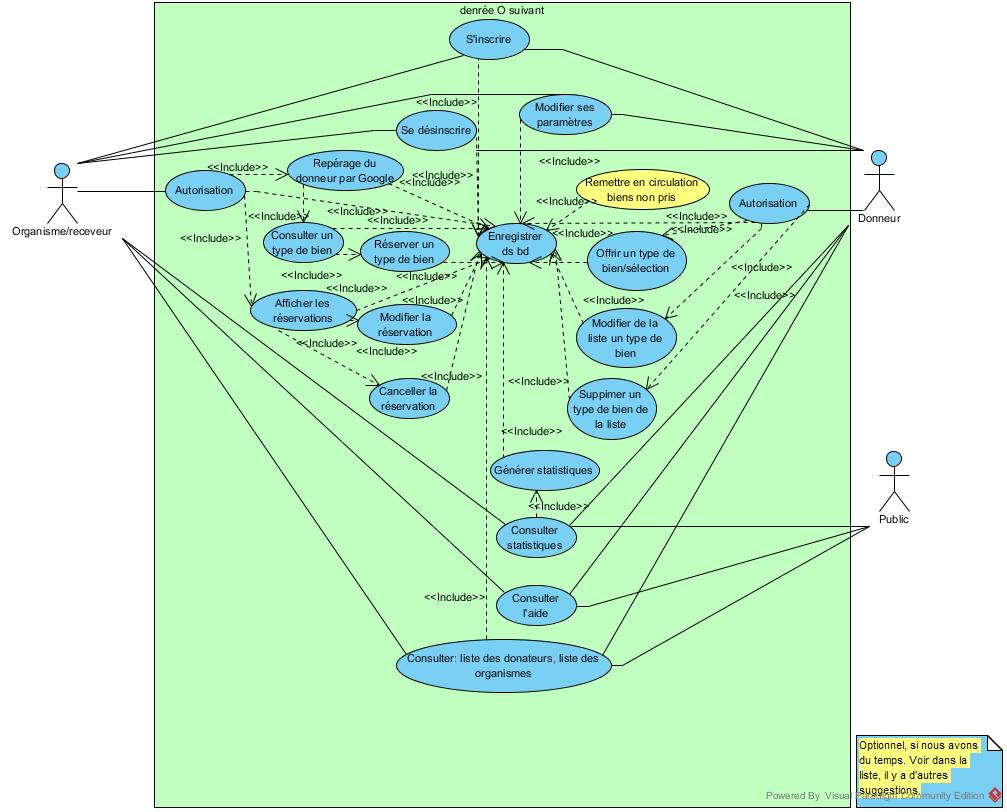 denrée O suivant
S'inscrire
<<Include>>
Modifier ses
paramètres
Se désinscrire
<<Include>>
Repérage du
donneur par Google
<<Include>>
<<Include>>
<<Include>>
Remettre en circulation
biens non pris
Autorisation
Autorisation
<<Include>>
Organisme/receveur
Donneur
<<Include>>
<<Include>>
<<Include>>
<<Include>>
<<Include>>
<<Include>>
<<Include>>
Consulter un
type de bien
Réserver un
type de bien
Enregistrer
ds bd
Offrir un type de
bien/sélection
<<Include>>
<<Include>>
<<Include>>
<<Include>>
<<Include>>
<<Include>>
Afficher les
réservations
Modifier la
réservation
Modifier de la
liste un type de
bien
<<Include>>
<<Include>>
<<Include>>
<<Include>>
Canceller la
réservation
Suppimer un
type de bien de
la liste
<<Include>>
Générer statistiques
<<Include>>
Public
Consulter
statistiques
<<Include>>
Consulter
l'aide
Consulter: liste des donateurs, liste des
organismes
Optionnel, si nous avons
du temps. Voir dans la
liste, il y a d'autres
suggestions.
Powered By Visual Paradigm Community Edition